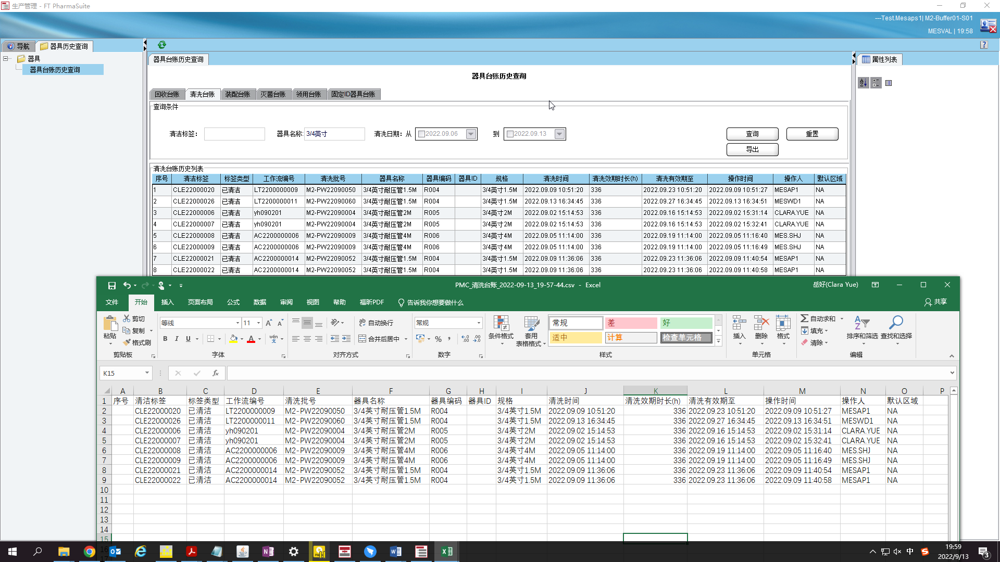 生产管理 - FT PharmaSuite
---Test.Mesaps1| M2-Buffer01-S01
MESVAL | 19:58
导航 器具历史查询
器具
器具台账历史查询
器具台账历史查询
属性列表
器具台账历史查询
回收台账 清洗台账 装配台账 灭菌台账 领用台账 固定ID器具台账
查询条件
清洁标签： 器具名称: 3/4英寸 清洗日期：从 2022.09.06 到 2022.09.13 查询 重置
导出
清洗台账历史列表
序号 清洁标签 标签类型 工作流编号 清洗批号 器具名称 器具编码 器具ID 规格 清洗时间 清洗效期时长(h) 清洗有效期至 操作时间 操作人 默认区域
1 CLE22000020 已清洁 LT2200000009 M2-PW22090050 3/4英寸耐压管1.5M R004 3/4英寸1.5M 2022.09.09 10:51:20 336 2022.09.23 10:51:20 2022.09.09 10:51:27 MESAP1 NA
2 CLE22000026 已清洁 LT2200000011 M2-PW22090060 3/4英寸耐压管1.5M R004 3/4英寸1.5M 2022.09.13 16:34:45 336 2022.09.27 16:34:45 2022.09.13 16:34:51 MESWD1 NA
3 CLE22000006 已清洁 yh090201 M2-PW22090004 3/4英寸耐压管2M R005 3/4英寸2M 2022.09.02 15:14:53 336 2022.09.16 15:14:53 2022.09.02 15:31:14 CLARA.YUE NA
4 CLE22000007 已清洁 yh090201 M2-PW22090004 3/4英寸耐压管2M R005 3/4英寸2M 2022.09.02 15:14:53 336 2022.09.16 15:14:53 2022.09.02 15:32:41 CLARA.YUE NA
5 CLE22000008 已清洁 AC2200000006 M2-PW22090009 3/4英寸耐压管4M R006 3/4英寸4M 2022.09.05 11:14:00 336 2022.09.19 11:14:00 2022.09.05 11:16:40 MES.SHJ NA
6 CLE22000009 已清洁 AC2200000006 M2-PW22090009 3/4英寸耐压管4M R006 3/4英寸4M 2022.09.05 11:14:00 336 2022.09.19 11:14:00 2022.09.05 11:16:49 MES.SHJ NA
7 CLE22000021 已清洁 AC2200000014 M2-PW22090052 3/4英寸耐压管1.5M R004 3/4英寸1.5M 2022.09.09 11:36:06 336 2022.09.23 11:36:06 2022.09.09 11:40:54 MESAP1 NA
8 CLE22000022 已清洁 AC2200000014 M2-PW22090052 3/4英寸耐压管1.5M R004 3/4英寸1.5M 2022.09.09 11:36:06 336 2022.09.23 11:36:06 2022.09.09 11:40:58 MESAP1 NA
PMC_清洗台账_2022-09-13_19-57-44.csv - Excel 岳好(Clara Yue)
文件 开始 插入 页面布局 公式 数据 审阅 视图 帮助 福昕PDF 告诉我你想要做什么 共享
粘贴 剪切 复制 格式刷 剪贴板
等线 11 B I U A wén 文 字体
自动换行 合并后居中 对齐方式
常规 % 数字
条件格式 套用表格格式 常规 差 好 适中 计算 检查单元格 样式
插入 删除 格式 单元格
自动求和 填充 清除 排序和筛选 查找和选择 编辑
K15 fx
A B C D E F G H I J K L M N O P
1 序号 清洁标签 标签类型 工作流编号 清洗批号 器具名称 器具编码 器具ID 规格 清洗时间 清洗效期时长(h) 清洗有效期至 操作时间 操作人 默认区域
2 CLE22000020 已清洁 LT2200000009 M2-PW22090050 3/4英寸耐压管1.5M R004 3/4英寸1.5M 2022.09.09 10:51:20 336 2022.09.23 10:51:20 2022.09.09 10:51:27 MESAP1 NA
3 CLE22000026 已清洁 LT2200000011 M2-PW22090060 3/4英寸耐压管1.5M R004 3/4英寸1.5M 2022.09.13 16:34:45 336 2022.09.27 16:34:45 2022.09.13 16:34:51 MESWD1 NA
4 CLE22000006 已清洁 yh090201 M2-PW22090004 3/4英寸耐压管2M R005 3/4英寸2M 2022.09.02 15:14:53 336 2022.09.16 15:14:53 2022.09.02 15:31:14 CLARA.YUE NA
5 CLE22000007 已清洁 yh090201 M2-PW22090004 3/4英寸耐压管2M R005 3/4英寸2M 2022.09.02 15:14:53 336 2022.09.16 15:14:53 2022.09.02 15:32:41 CLARA.YUE NA
6 CLE22000008 已清洁 AC2200000006 M2-PW22090009 3/4英寸耐压管4M R006 3/4英寸4M 2022.09.05 11:14:00 336 2022.09.19 11:14:00 2022.09.05 11:16:40 MES.SHJ NA
7 CLE22000009 已清洁 AC2200000006 M2-PW22090009 3/4英寸耐压管4M R006 3/4英寸4M 2022.09.05 11:14:00 336 2022.09.19 11:14:00 2022.09.05 11:16:49 MES.SHJ NA
8 CLE22000021 已清洁 AC2200000014 M2-PW22090052 3/4英寸耐压管1.5M R004 3/4英寸1.5M 2022.09.09 11:36:06 336 2022.09.23 11:36:06 2022.09.09 11:40:54 MESAP1 NA
9 CLE22000022 已清洁 AC2200000014 M2-PW22090052 3/4英寸耐压管1.5M R004 3/4英寸1.5M 2022.09.09 11:36:06 336 2022.09.23 11:36:06 2022.09.09 11:40:58 MESAP1 NA
10
11
12
13
14
15
16
17
中 19:59
2022/9/13 3